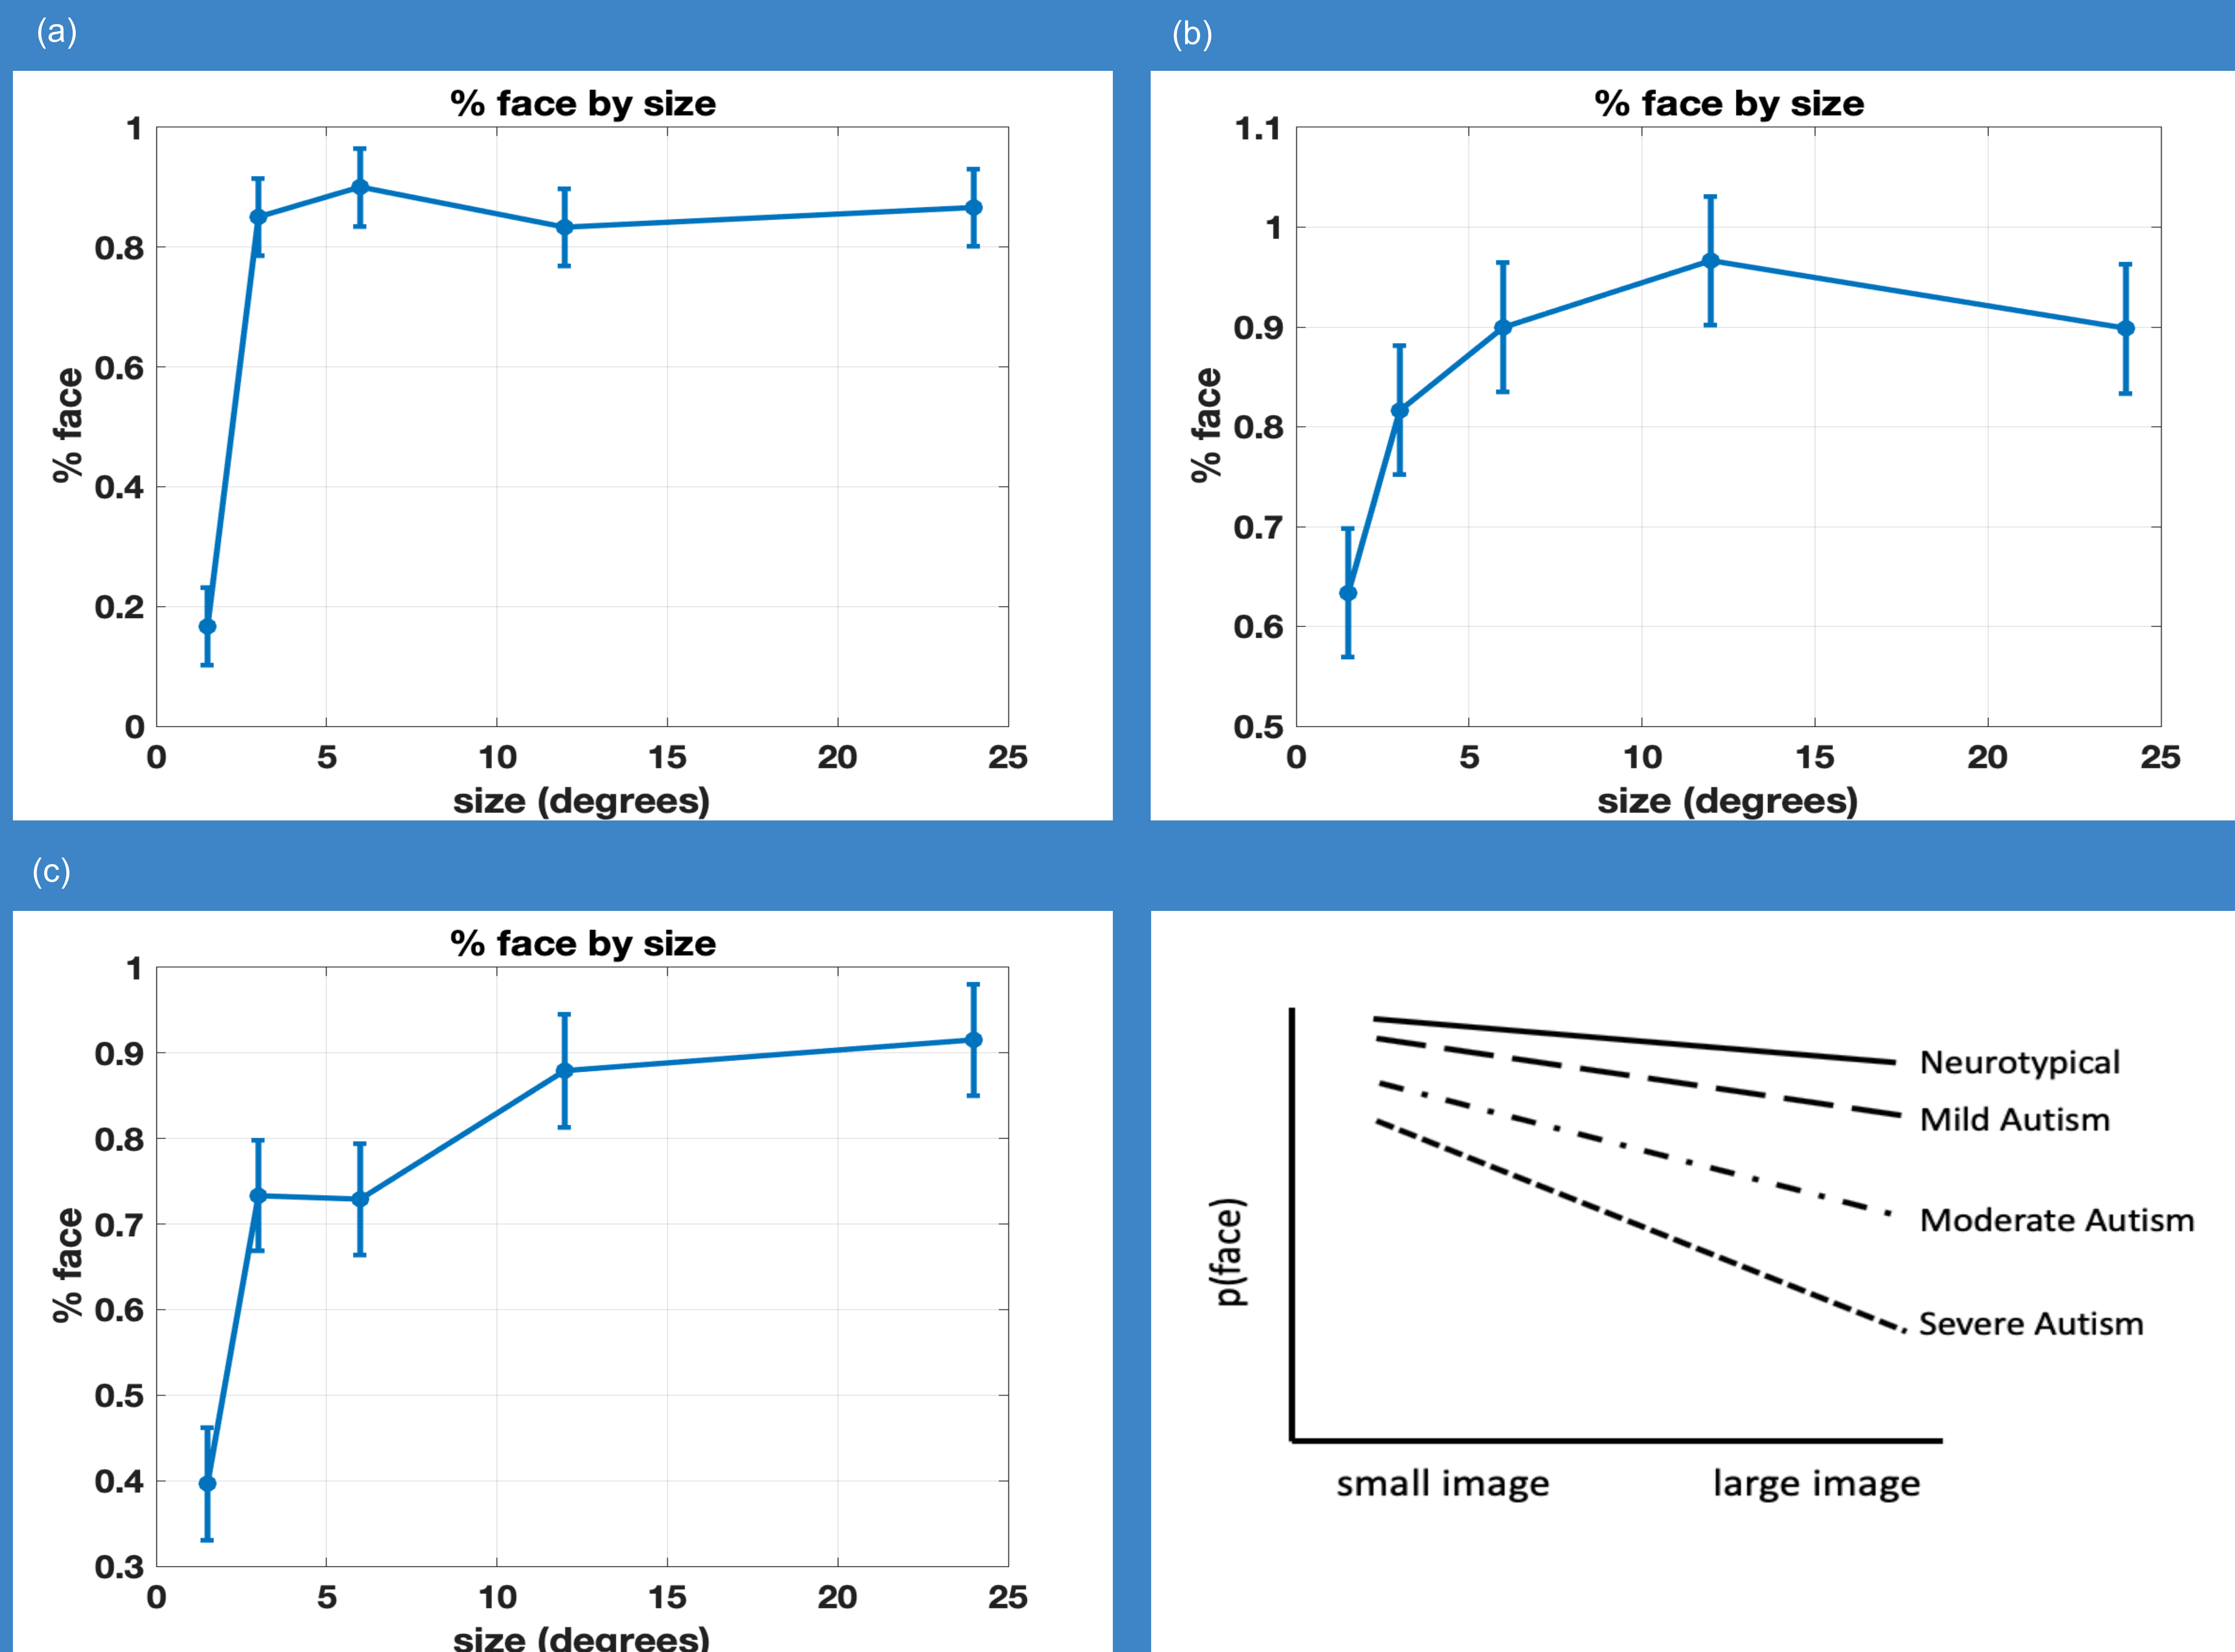 (a)
% face by size
1
0.8
0.6
0.4
0.2
0
% face
0 5 10 15 20 25
size (degrees)
(b)
% face by size
1.1
1
0.9
0.8
0.7
0.6
0.5
% face
0 5 10 15 20 25
size (degrees)
(c)
% face by size
1
0.9
0.8
0.7
0.6
0.5
0.4
0.3
% face
0 5 10 15 20 25
size (degrees)
p(face)
Neurotypical
Mild Autism
Moderate Autism
Severe Autism
small image large image